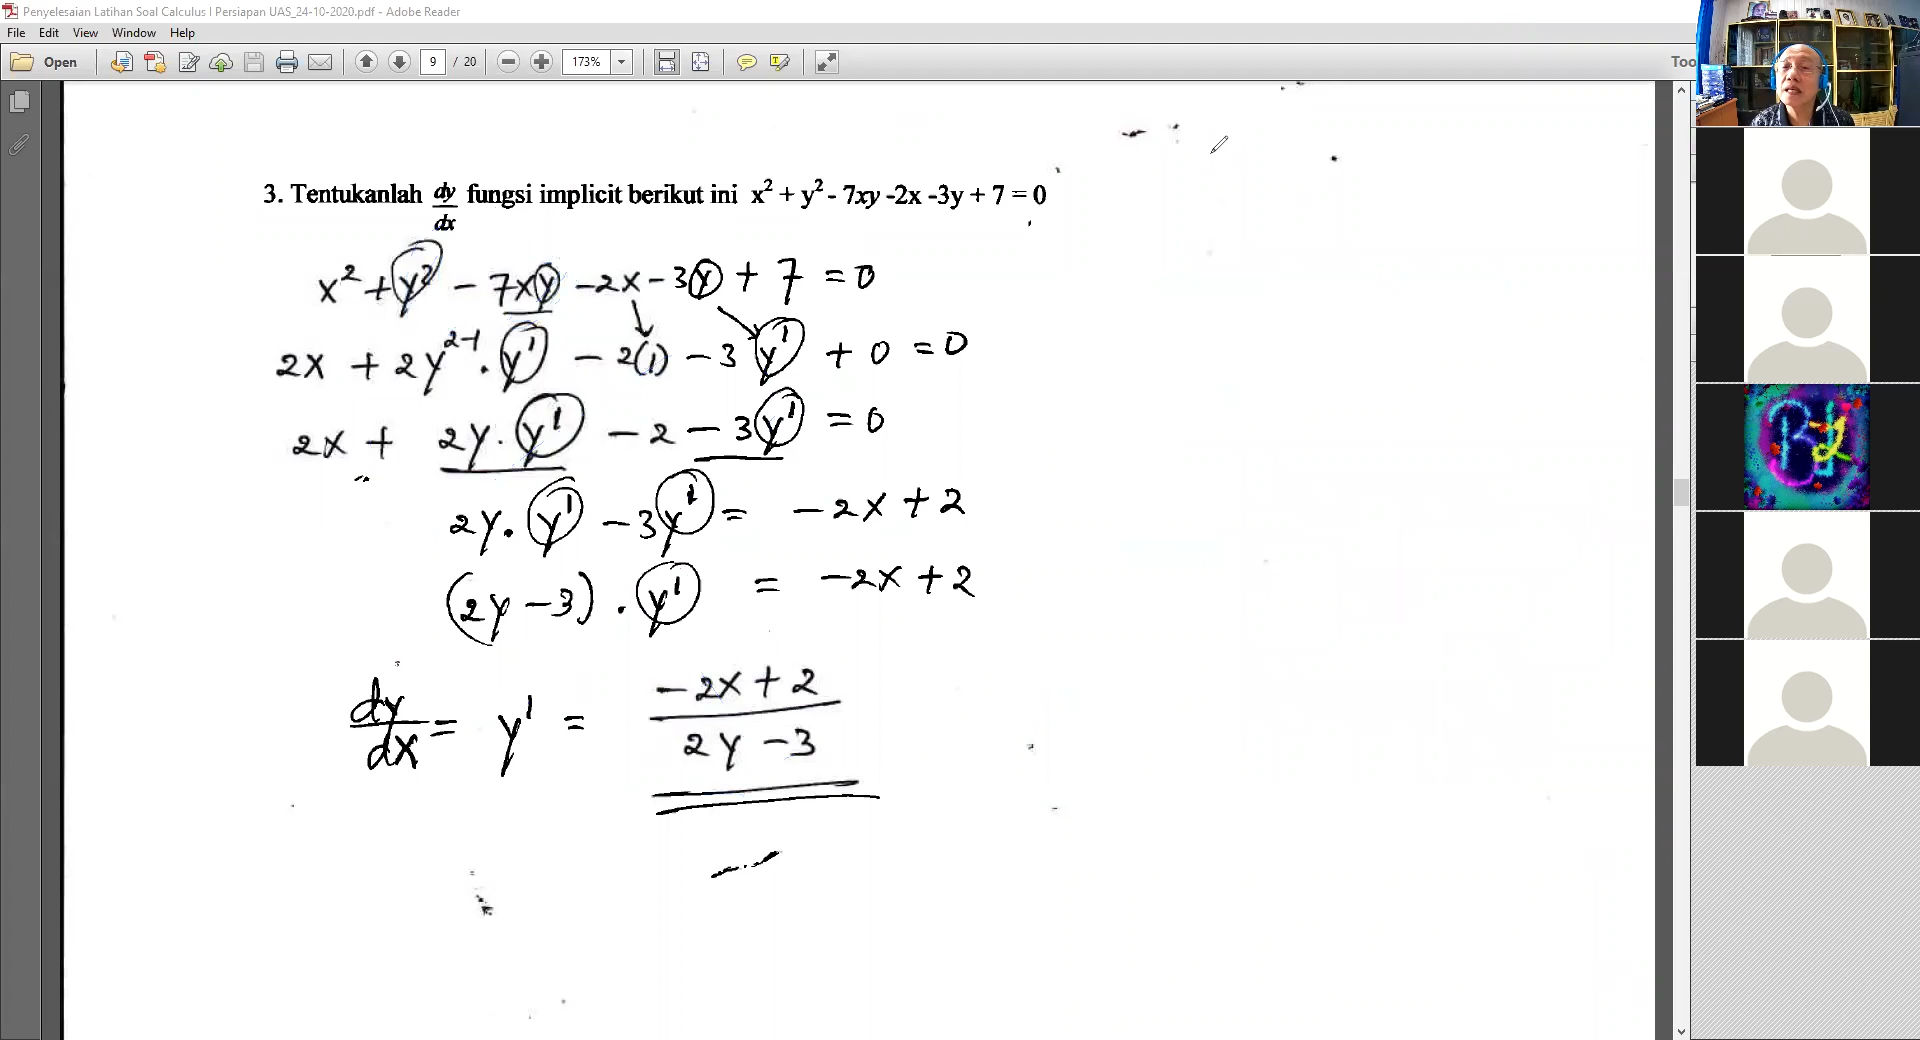 Penyelesaian Latihan Soal Calculus I Persiapan UAS_24-10-2020.pdf - Adobe Reader
File Edit View Window Help
Open 9 / 20 173% Too
3. Tentukanlah dy/dx fungsi implicit berikut ini x² + y² - 7xy -2x -3y + 7 = 0
x² + y² - 7xy - 2x - 3y + 7 = 0
2x + 2y²⁻¹ . y' - 2(1) - 3 y' + 0 = 0
2x + 2y . y' - 2 - 3y' = 0
2y . y' - 3y' = -2x + 2
(2y - 3) . y' = -2x + 2
dy/dx = y' = -2x + 2 / 2y - 3